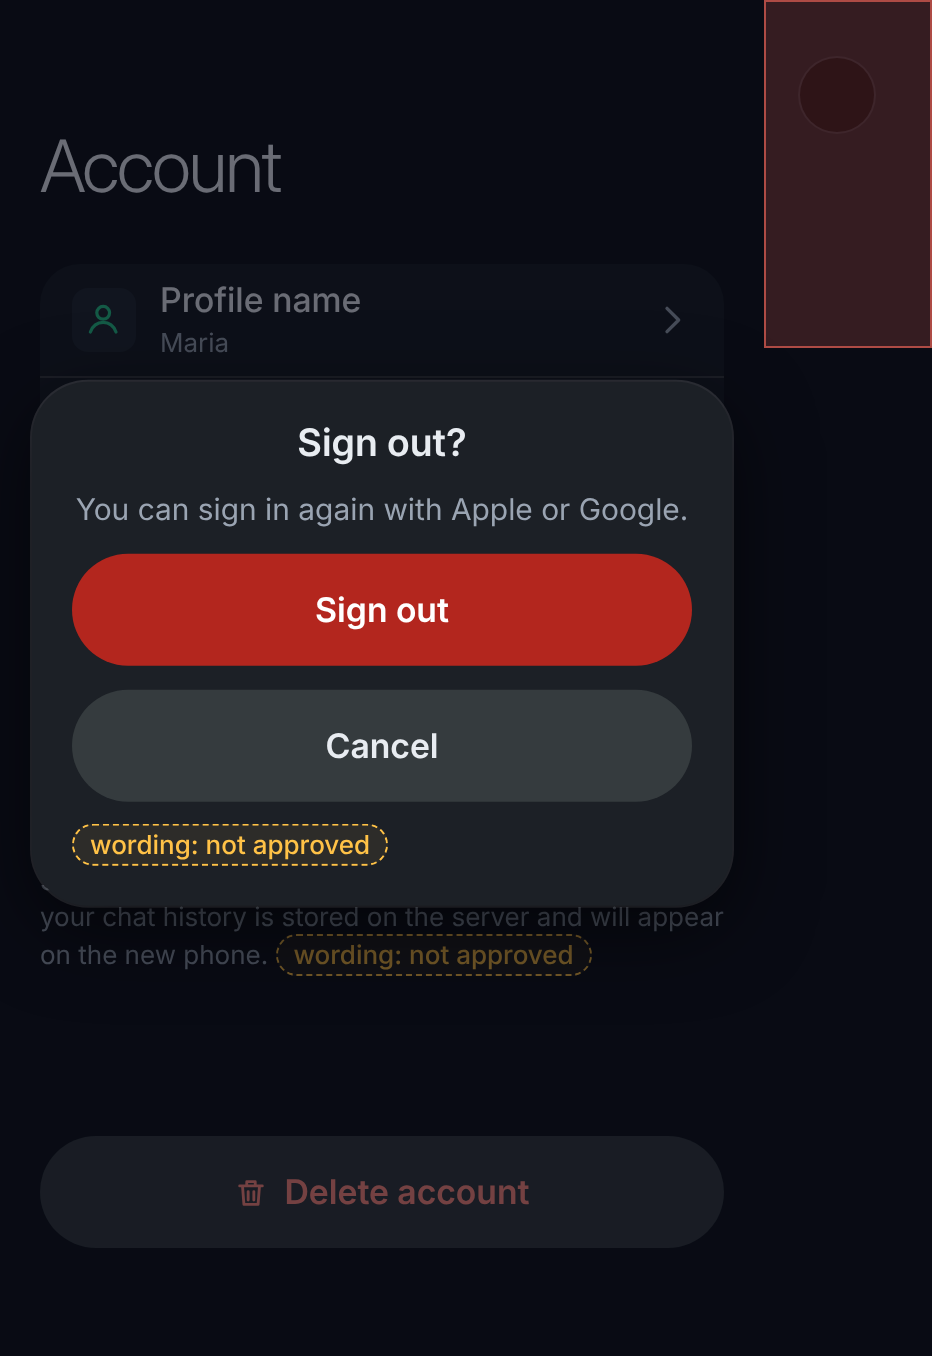 Account
Profile name
Maria
Sign out?
You can sign in again with Apple or Google.
Sign out
Cancel
wording: not approved
your chat history is stored on the server and will appear
on the new phone. wording: not approved
Delete account